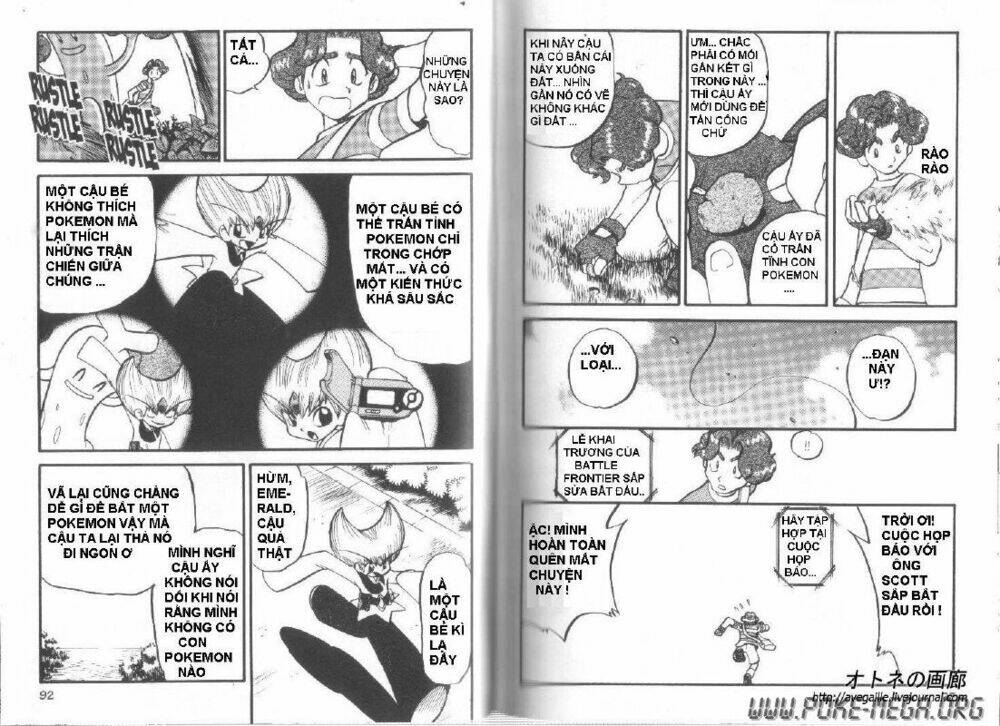 RUSTLE
RUSTLE
RUSTLE
RUSTLE
TẤT
CẢ...
NHỮNG
CHUYỆN
NÀY LÀ
SAO?
MỘT CẬU BÉ
KHÔNG THÍCH
POKEMON MÀ
LẠI THÍCH
NHỮNG TRẬN
CHIẾN GIỮA
CHÚNG ...
MỘT CẬU BÉ CÓ
THỂ TRẤN TỈNH
POKEMON CHỈ
TRONG CHỚP
MẮT... VÀ CÓ
MỘT KIẾN THỨC
KHÁ SÂU SẮC
VẢ LẠI CŨNG CHẲNG
DỄ GÌ ĐỂ BẮT MỘT
POKEMON VẬY MÀ
CẬU TA LẠI THẢ NÓ
ĐI NGON Ơ
MÌNH NGHĨ
CẬU ẤY
KHÔNG NÓI
DỐI KHI NÓI
RẰNG MÌNH
KHÔNG CÓ
CON
POKEMON
NÀO
HỪM,
EME-
RALD,
CẬU
QUẢ
THẬT
LÀ
MỘT
CẬU
BÉ KÌ
LẠ
ĐẤY
92
KHI NÃY CẬU
TA CÓ BẮN CÁI
NÀY XUỐNG
ĐẤT... NHÌN
GẦN NÓ CÓ VẺ
KHÔNG KHÁC
GÌ ĐẤT ...
ƯM... CHẮC
PHẢI CÓ MỐI
GẮN KẾT GÌ
TRONG NÀY ...
THÌ CẬU ẤY
MỚI DÙNG ĐỂ
TẤN CÔNG
CHỨ
CẬU ẤY ĐÃ
CỐ TRẤN
TĨNH CON
POKEMON
....
RÀO
RÀO
...VỚI
LOẠI...
...ĐẠN
NÀY
Ư!?
LỄ KHAI
TRƯƠNG CỦA
BATTLE
FRONTIER SẮP
SỬA BẮT ĐẦU..
!!
ẶC! MÌNH
HOÀN TOÀN
QUÊN MẤT
CHUYỆN
NÀY !
HÃY TẬP
HỢP TẠI
CUỘC
HỌP
BÁO...
TRỜI ƠI!
CUỘC HỌP
BÁO VỚI
ÔNG
SCOTT
SẮP BẮT
ĐẦU RỒI !
オトネの画廊
http://avegaille.livejournal.com
WWW.POKE-MEGA.ORG